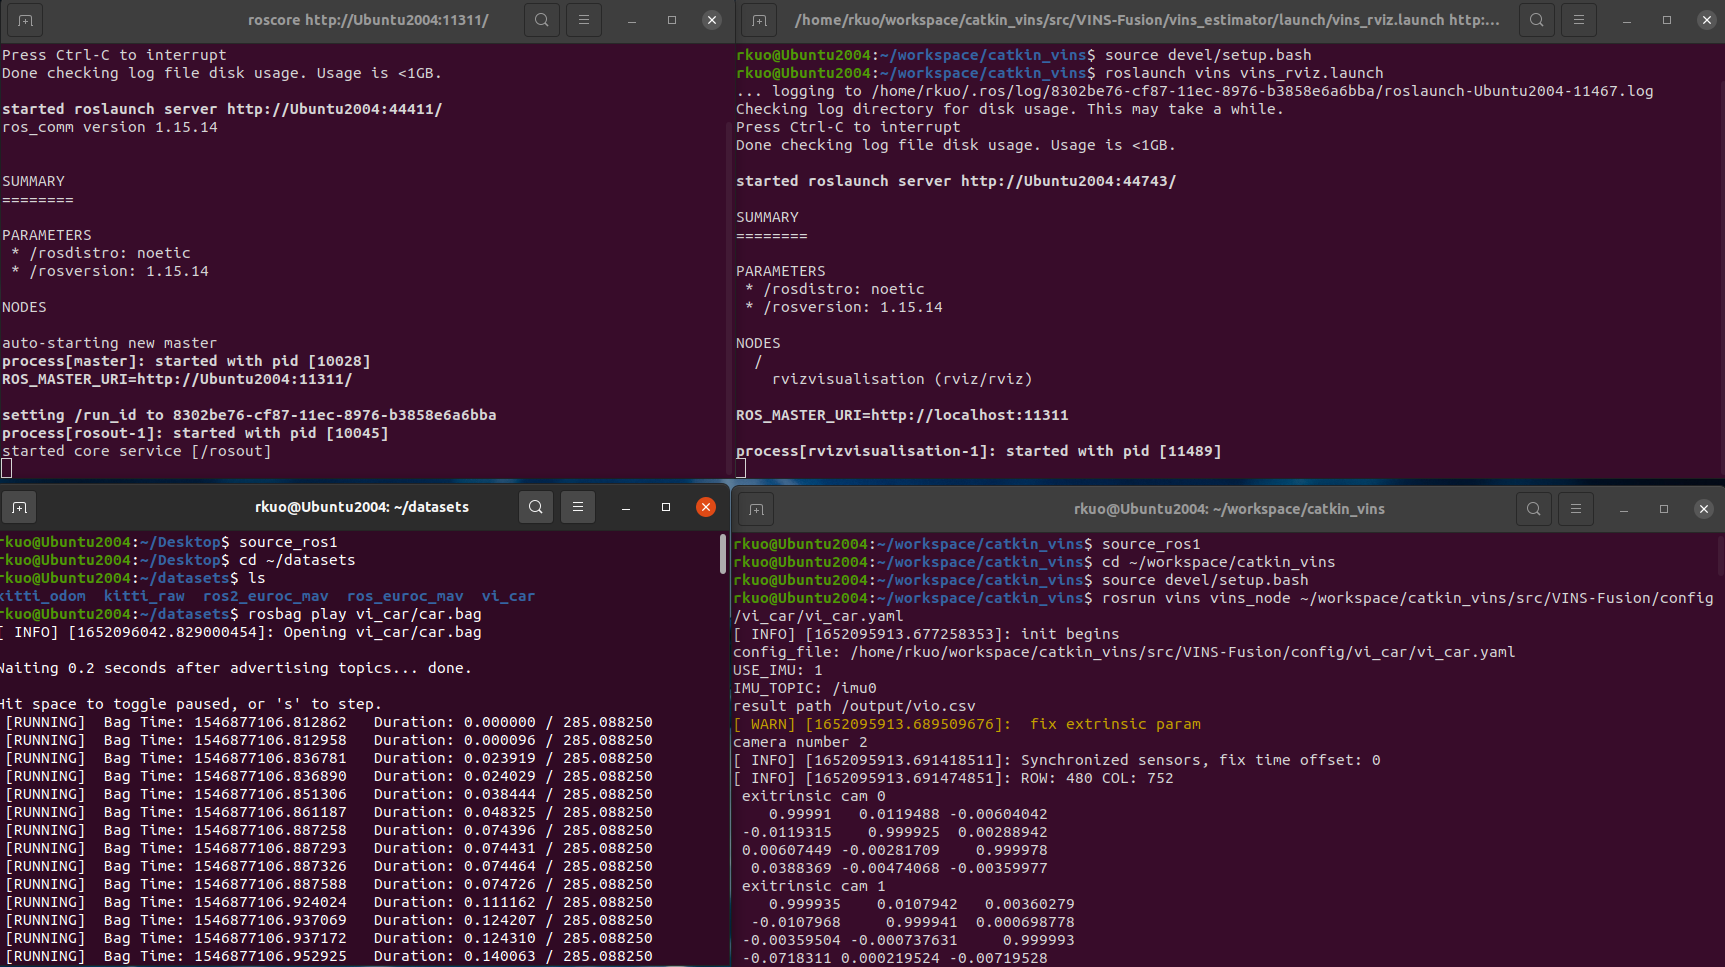 roscore http://Ubuntu2004:11311/
Press Ctrl-C to interrupt
Done checking log file disk usage. Usage is <1GB.
started roslaunch server http://Ubuntu2004:44411/
ros_comm version 1.15.14
SUMMARY
========
PARAMETERS
* /rosdistro: noetic
* /rosversion: 1.15.14
NODES
auto-starting new master
process[master]: started with pid [10028]
ROS_MASTER_URI=http://Ubuntu2004:11311/
setting /run_id to 8302be76-cf87-11ec-8976-b3858e6a6bba
process[rosout-1]: started with pid [10045]
started core service [/rosout]
/home/rkuo/workspace/catkin_vins/src/VINS-Fusion/vins_estimator/launch/vins_rviz.launch http:...
rkuo@Ubuntu2004:~/workspace/catkin_vins$ source devel/setup.bash
rkuo@Ubuntu2004:~/workspace/catkin_vins$ roslaunch vins vins_rviz.launch
... logging to /home/rkuo/.ros/log/8302be76-cf87-11ec-8976-b3858e6a6bba/roslaunch-Ubuntu2004-11467.log
Checking log directory for disk usage. This may take a while.
Press Ctrl-C to interrupt
Done checking log file disk usage. Usage is <1GB.
started roslaunch server http://Ubuntu2004:44743/
SUMMARY
========
PARAMETERS
* /rosdistro: noetic
* /rosversion: 1.15.14
NODES
/
rvizvisualisation (rviz/rviz)
ROS_MASTER_URI=http://localhost:11311
process[rvizvisualisation-1]: started with pid [11489]
rkuo@Ubuntu2004: ~/datasets
rkuo@Ubuntu2004:~/Desktop$ source_ros1
rkuo@Ubuntu2004:~/Desktop$ cd ~/datasets
rkuo@Ubuntu2004:~/datasets$ ls
kitti_odom kitti_raw ros2_euroc_mav ros_euroc_mav vi_car
rkuo@Ubuntu2004:~/datasets$ rosbag play vi_car/car.bag
[ INFO] [1652096042.829000454]: Opening vi_car/car.bag
Waiting 0.2 seconds after advertising topics... done.
Hit space to toggle paused, or 's' to step.
[RUNNING] Bag Time: 1546877106.812862 Duration: 0.000000 / 285.088250
[RUNNING] Bag Time: 1546877106.812958 Duration: 0.000096 / 285.088250
[RUNNING] Bag Time: 1546877106.836781 Duration: 0.023919 / 285.088250
[RUNNING] Bag Time: 1546877106.836890 Duration: 0.024029 / 285.088250
[RUNNING] Bag Time: 1546877106.851306 Duration: 0.038444 / 285.088250
[RUNNING] Bag Time: 1546877106.861187 Duration: 0.048325 / 285.088250
[RUNNING] Bag Time: 1546877106.887258 Duration: 0.074396 / 285.088250
[RUNNING] Bag Time: 1546877106.887293 Duration: 0.074431 / 285.088250
[RUNNING] Bag Time: 1546877106.887326 Duration: 0.074464 / 285.088250
[RUNNING] Bag Time: 1546877106.887588 Duration: 0.074726 / 285.088250
[RUNNING] Bag Time: 1546877106.924024 Duration: 0.111162 / 285.088250
[RUNNING] Bag Time: 1546877106.937069 Duration: 0.124207 / 285.088250
[RUNNING] Bag Time: 1546877106.937172 Duration: 0.124310 / 285.088250
[RUNNING] Bag Time: 1546877106.952925 Duration: 0.140063 / 285.088250
rkuo@Ubuntu2004: ~/workspace/catkin_vins
rkuo@Ubuntu2004:~/workspace/catkin_vins$ source_ros1
rkuo@Ubuntu2004:~/workspace/catkin_vins$ cd ~/workspace/catkin_vins
rkuo@Ubuntu2004:~/workspace/catkin_vins$ source devel/setup.bash
rkuo@Ubuntu2004:~/workspace/catkin_vins$ rosrun vins vins_node ~/workspace/catkin_vins/src/VINS-Fusion/config
/vi_car/vi_car.yaml
[ INFO] [1652095913.677258353]: init begins
config_file: /home/rkuo/workspace/catkin_vins/src/VINS-Fusion/config/vi_car/vi_car.yaml
USE_IMU: 1
IMU_TOPIC: /imu0
result path /output/vio.csv
[ WARN] [1652095913.689509676]: fix extrinsic param
camera number 2
[ INFO] [1652095913.691418511]: Synchronized sensors, fix time offset: 0
[ INFO] [1652095913.691474851]: ROW: 480 COL: 752
exitrinsic cam 0
0.99991 0.0119488 -0.00604042
-0.0119315 0.999925 0.00288942
0.00607449 -0.00281709 0.999978
0.0388369 -0.00474068 -0.00359977
exitrinsic cam 1
0.999935 0.0107942 0.00360279
-0.0107968 0.999941 0.000698778
-0.00359504 -0.000737631 0.999993
-0.0718311 0.000219524 -0.00719528